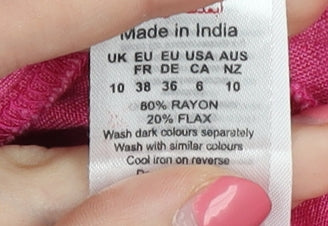 Made in India
UK EU EU USA AUS
FR DE CA NZ
10 38 36 6 10
80% RAYON
20% FLAX
Wash dark colours separately
Wash with similar colours
Cool iron on reverse